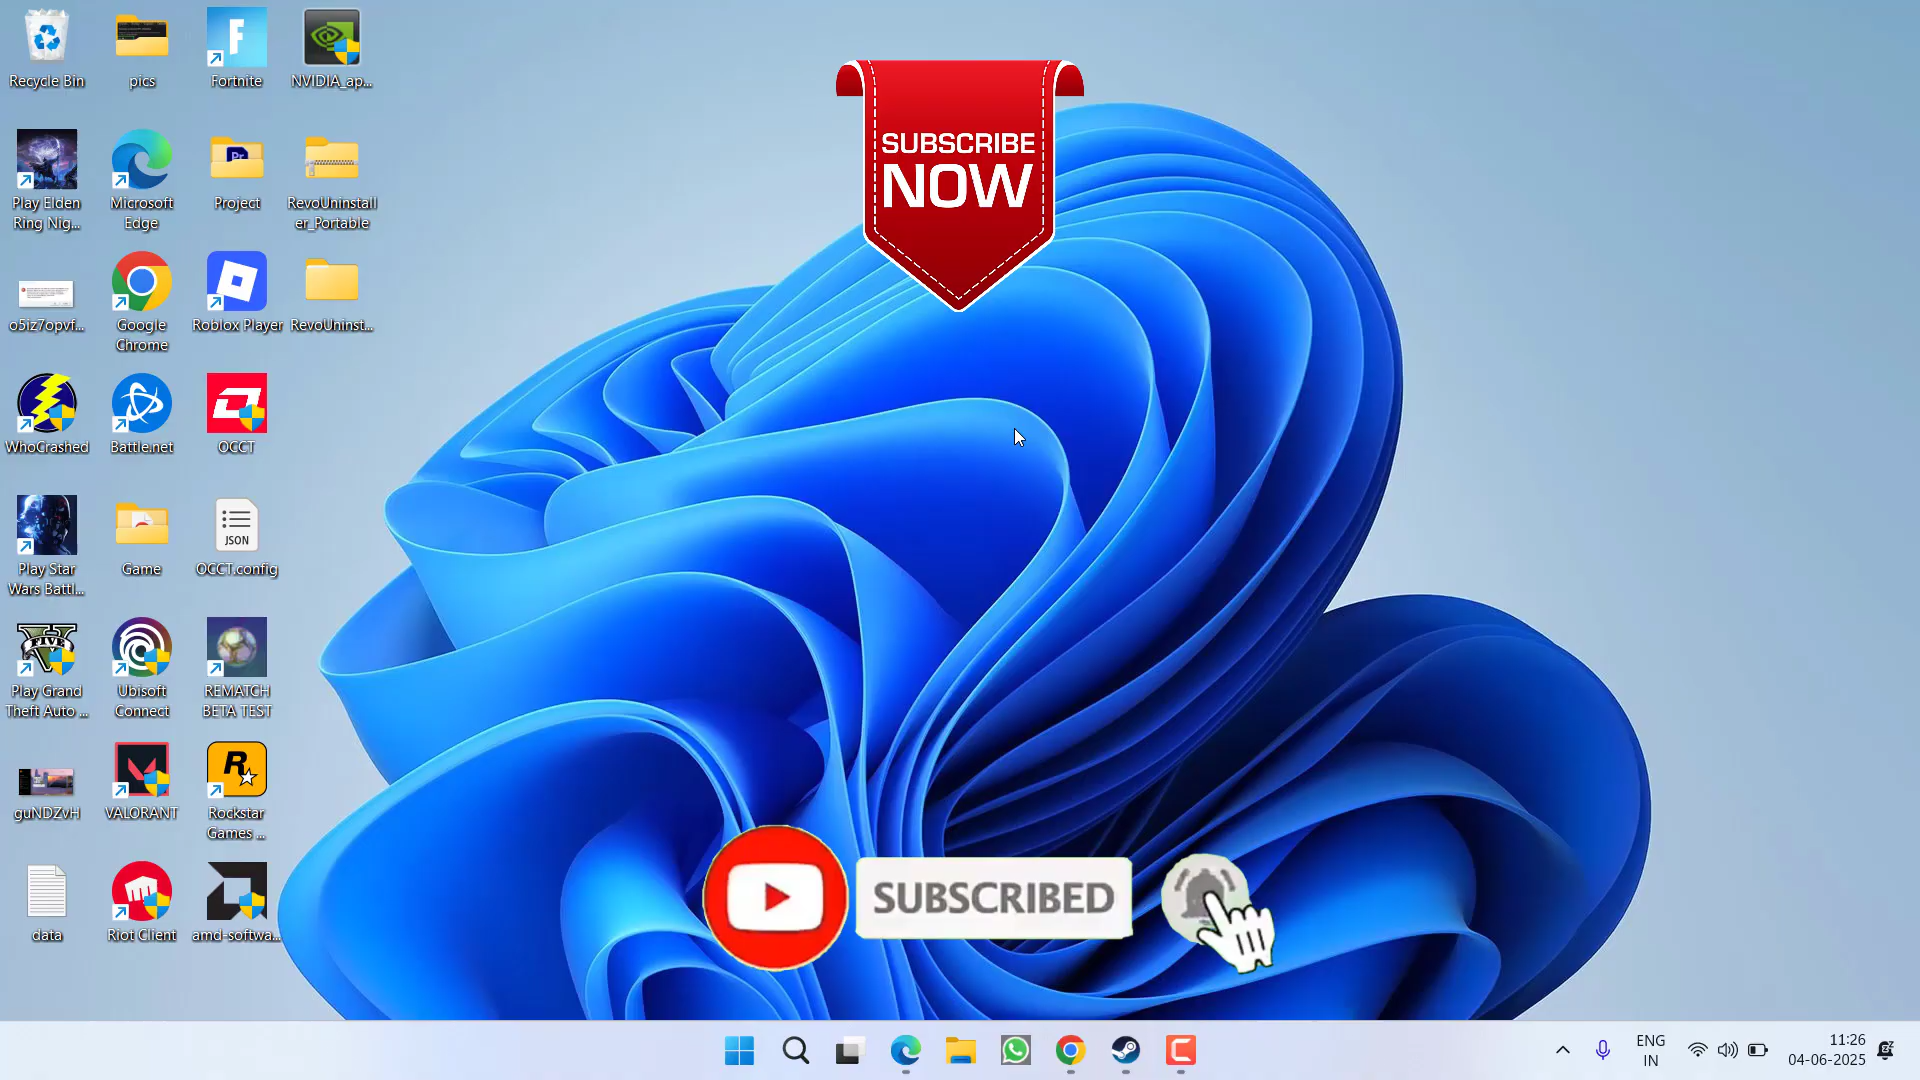 Recycle Bin
pics
Fortnite
NVIDIA_ap...
Play Elden
Ring Nig...
Microsoft
Edge
Pr
Project
RevoUninstall
er_Portable
o5iz7opvf...
Google
Chrome
Roblox Player
RevoUninst...
WhoCrashed
Battle.net
OCCT
Play Star
Wars Battl...
Game
JSON
OCCT.config
FIVE
Play Grand
Theft Auto ...
Ubisoft
Connect
REMATCH
BETA TEST
guNDZvH
VALORANT
Rockstar
Games ...
data
Riot Client
amd-softwa...
SUBSCRIBE
NOW
SUBSCRIBED
ENG
IN
11:26
04-06-2025